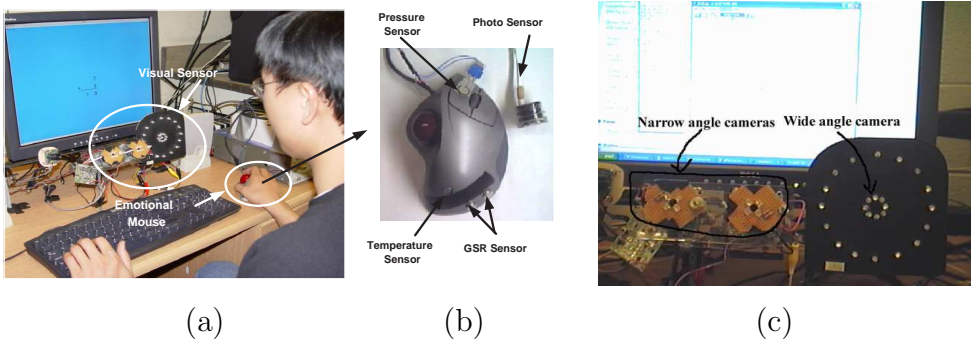 Visual Sensor
Emotional
Mouse
Pressure
Sensor
Photo Sensor
Temperature
Sensor
GSR Sensor
Narrow angle cameras
Wide angle camera
(a)
(b)
(c)